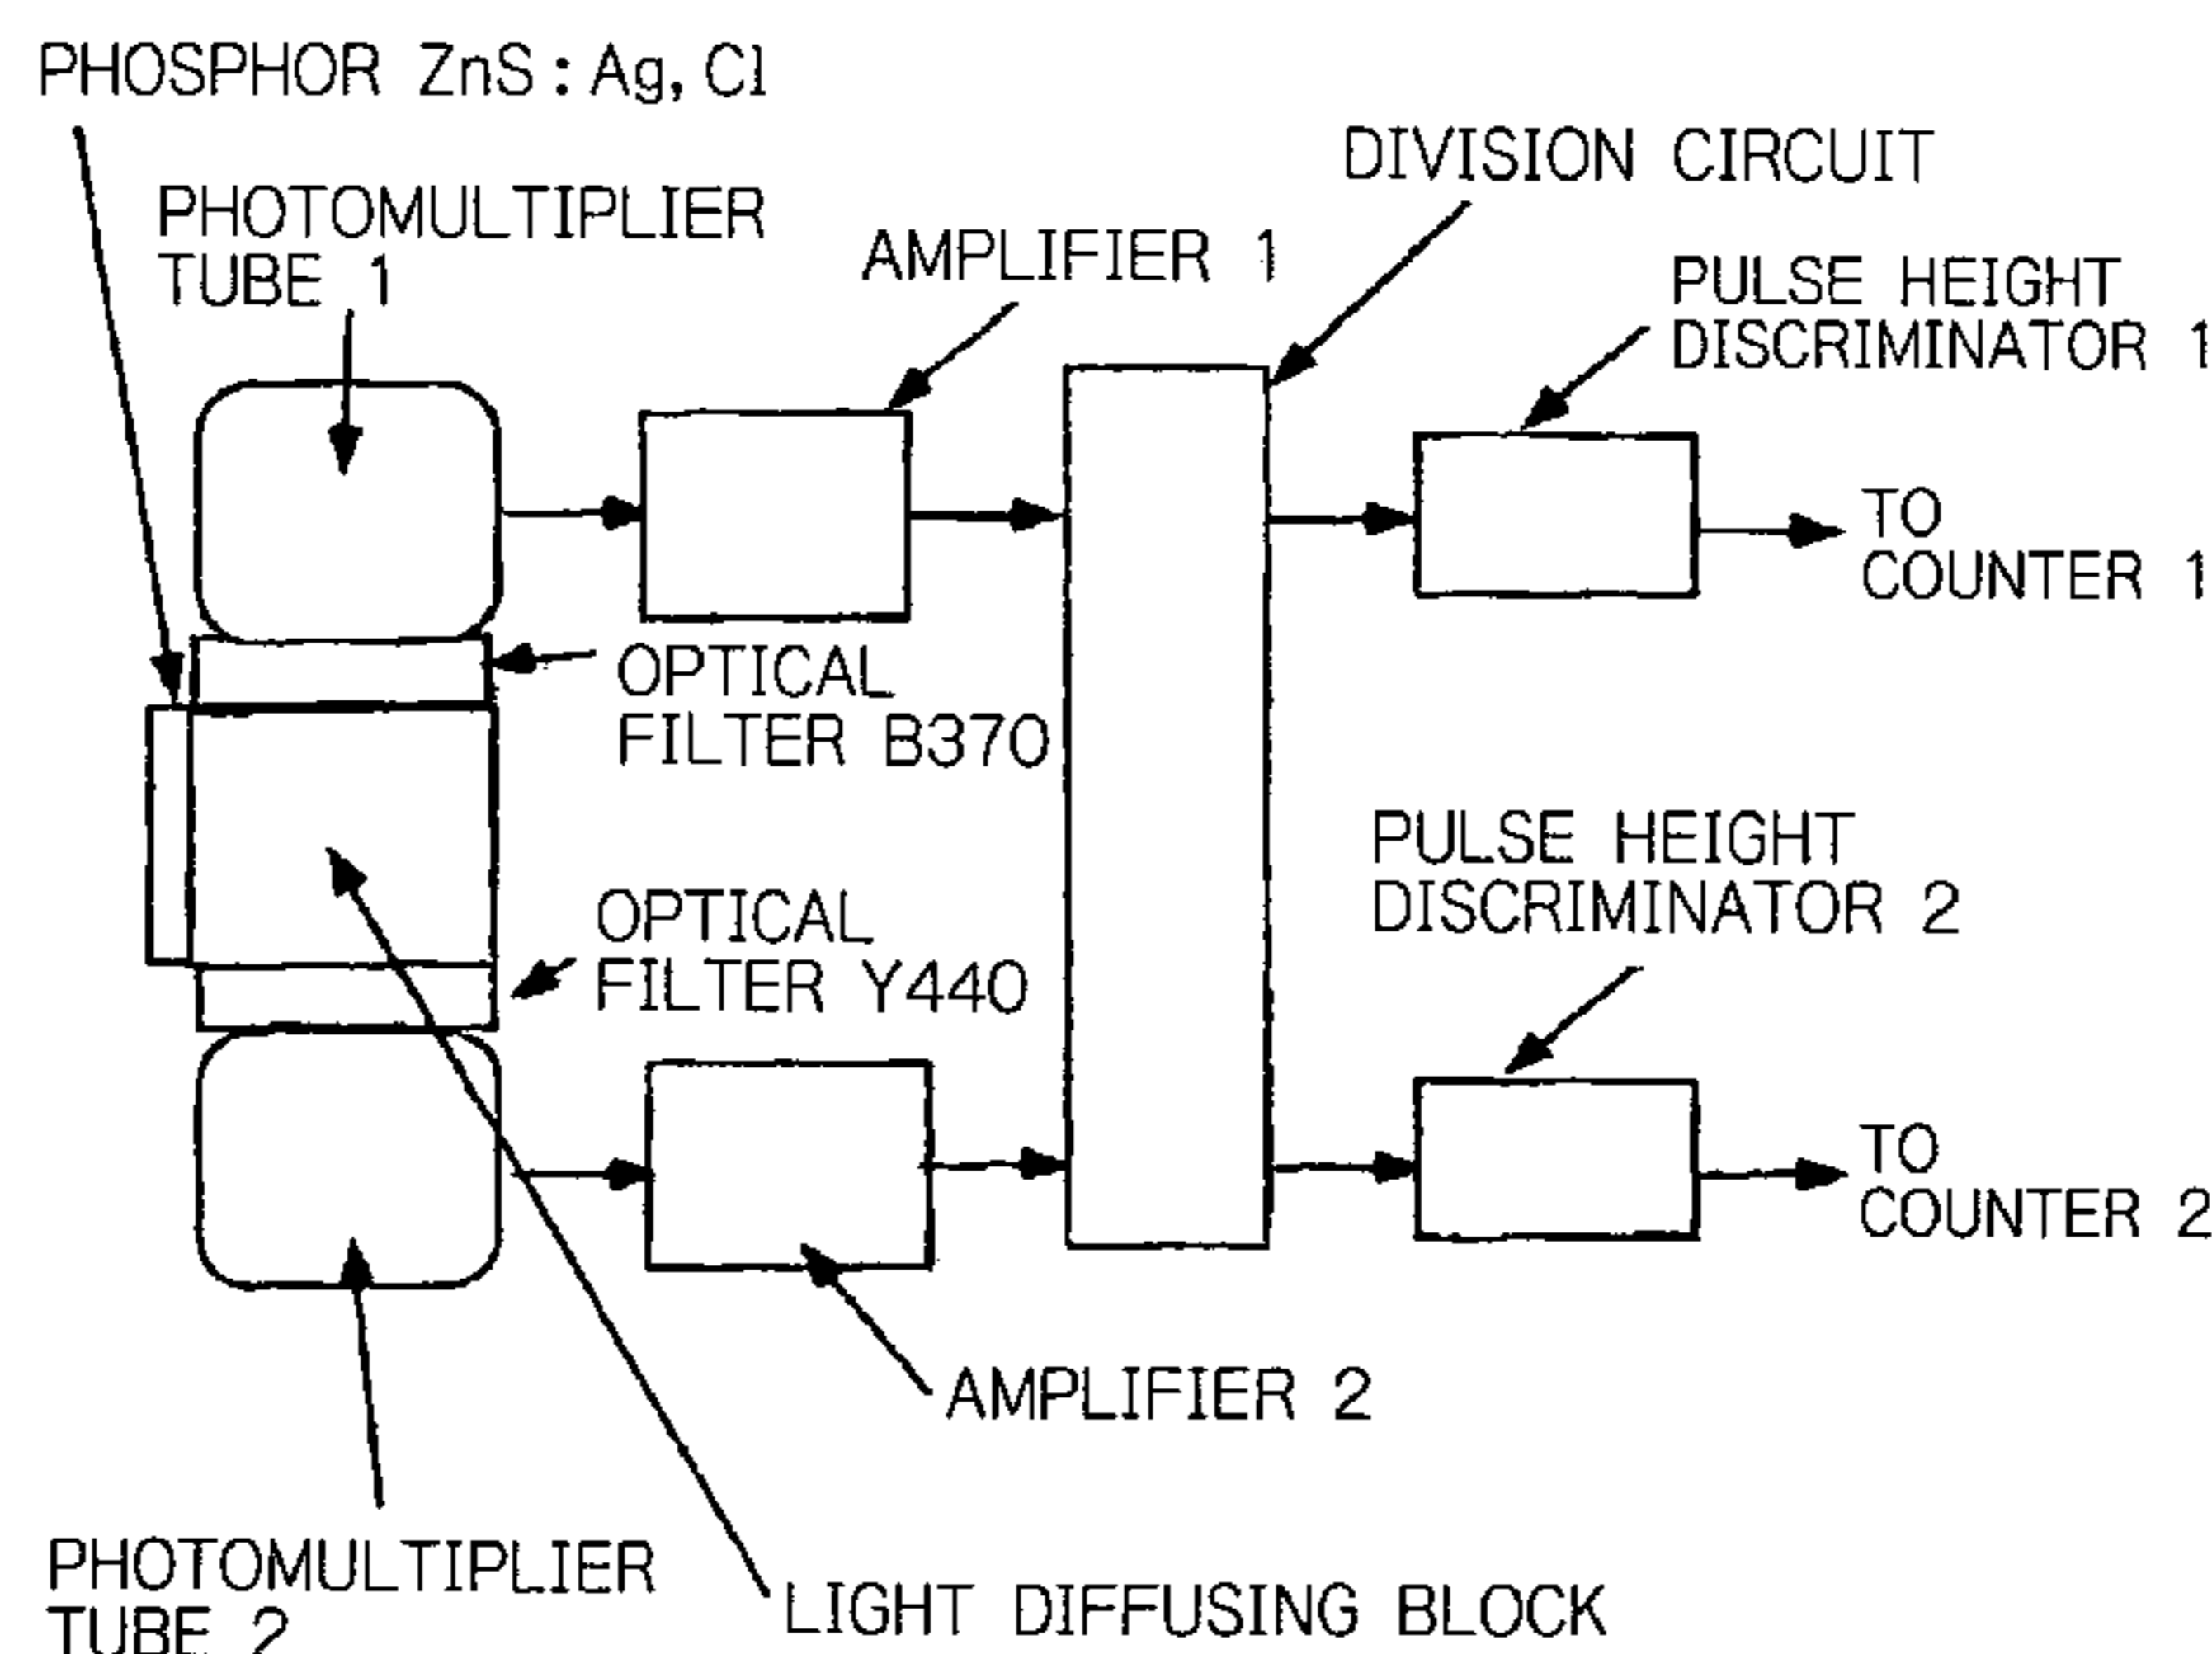 PHOSPHOR ZnS : Ag, Cl
PHOTOMULTIPLIER
TUBE 1
AMPLIFIER 1
DIVISION CIRCUIT
PULSE HEIGHT
DISCRIMINATOR 1
TO
COUNTER 1
OPTICAL
FILTER B370
OPTICAL
FILTER Y440
PULSE HEIGHT
DISCRIMINATOR 2
TO
COUNTER 2
AMPLIFIER 2
PHOTOMULTIPLIER
TUBE 2
LIGHT DIFFUSING BLOCK